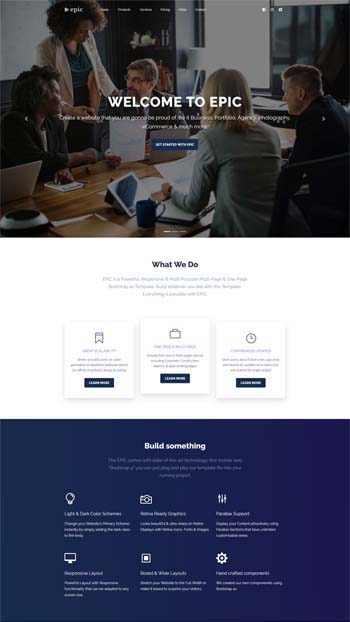 epic
Home Products Services Pricing Contact
WELCOME TO EPIC
Create a website that you are gonna be proud of. Be it Business, Portfolio, Agency, Photography,
eCommerce & much more.
GET STARTED WITH EPIC
What We Do
EPIC is a Powerful, Responsive & Multi-Purpose Multi-Page & One-Page
Bootstrap 4x Template. Build whatever you like with this Template.
Everything is possible with EPIC.
GREAT SCALABILITY
LEARN MORE
ONE PAGE & MULTI PAGE
LEARN MORE
CONTINUOUS UPDATES
LEARN MORE
Build something
The EPIC comes with state-of-the-art technology: first mobile web
"Bootstrap 4" you can just plug and play our template file into your
running project.
Light & Dark Color Schemes
Change your Website's Primary Scheme
instantly by simply adding the dark class
to the body.
Retina Ready Graphics
Looks beautiful & ultra-sharp on Retina
Displays with Retina Icons, Fonts & Images.
Parallax Support
Display your Content attractively using
Parallax Sections that have unlimited
customizable areas.
Responsive Layout
Powerful Layout with Responsive
functionality that can be adapted to any
screen size.
Boxed & Wide Layouts
Stretch your Website to the Full Width or
make it boxed to surprise your visitors.
Hand crafted components
We created our own components using
Bootstrap 4x